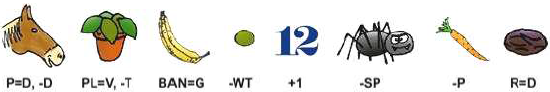 12
P=D, -D PL=V, -T BAN=G -WT +1 -SP -P R=D